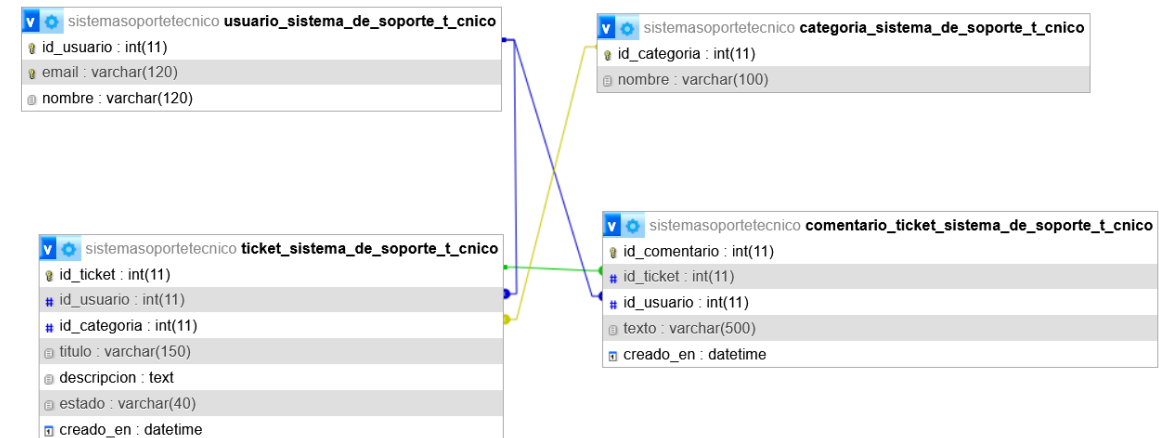 sistemasoportetecnico usuario_sistema_de_soporte_t_cnico
id_usuario : int(11)
email : varchar(120)
nombre : varchar(120)
sistemasoportetecnico categoria_sistema_de_soporte_t_cnico
id_categoria : int(11)
nombre : varchar(100)
sistemasoportetecnico ticket_sistema_de_soporte_t_cnico
id_ticket : int(11)
id_usuario : int(11)
id_categoria : int(11)
titulo : varchar(150)
descripcion : text
estado : varchar(40)
creado_en : datetime
sistemasoportetecnico comentario_ticket_sistema_de_soporte_t_cnico
id_comentario : int(11)
id_ticket : int(11)
id_usuario : int(11)
texto : varchar(500)
creado_en : datetime